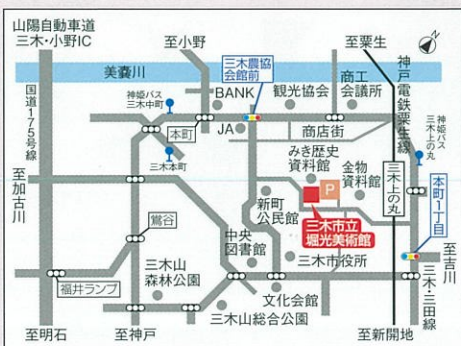 山陽自動車道
三木・小野IC
至小野
至粟生
美嚢川
国道175号線
神姫バス
三木中町
BANK
三木農協
会館前
観光協会
商工
会議所
神戸電鉄粟生線
神姫バス
三木上の丸
本町
JA
商店街
三木本町
みき歴史
資料館
金物
資料館
三木上の丸
本町1丁目
至加古川
P
新町
公民館
三木市立
堀光美術館
鶯谷
中央
図書館
三木市役所
至吉川
三木山
森林公園
三木・三田線
福井ランプ
文化会館
三木山総合公園
至明石
至神戸
至新開地